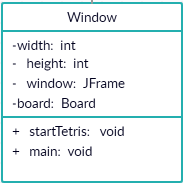 Window
-width: int
- height: int
- window: JFrame
-board: Board
+ startTetris: void
+ main: void